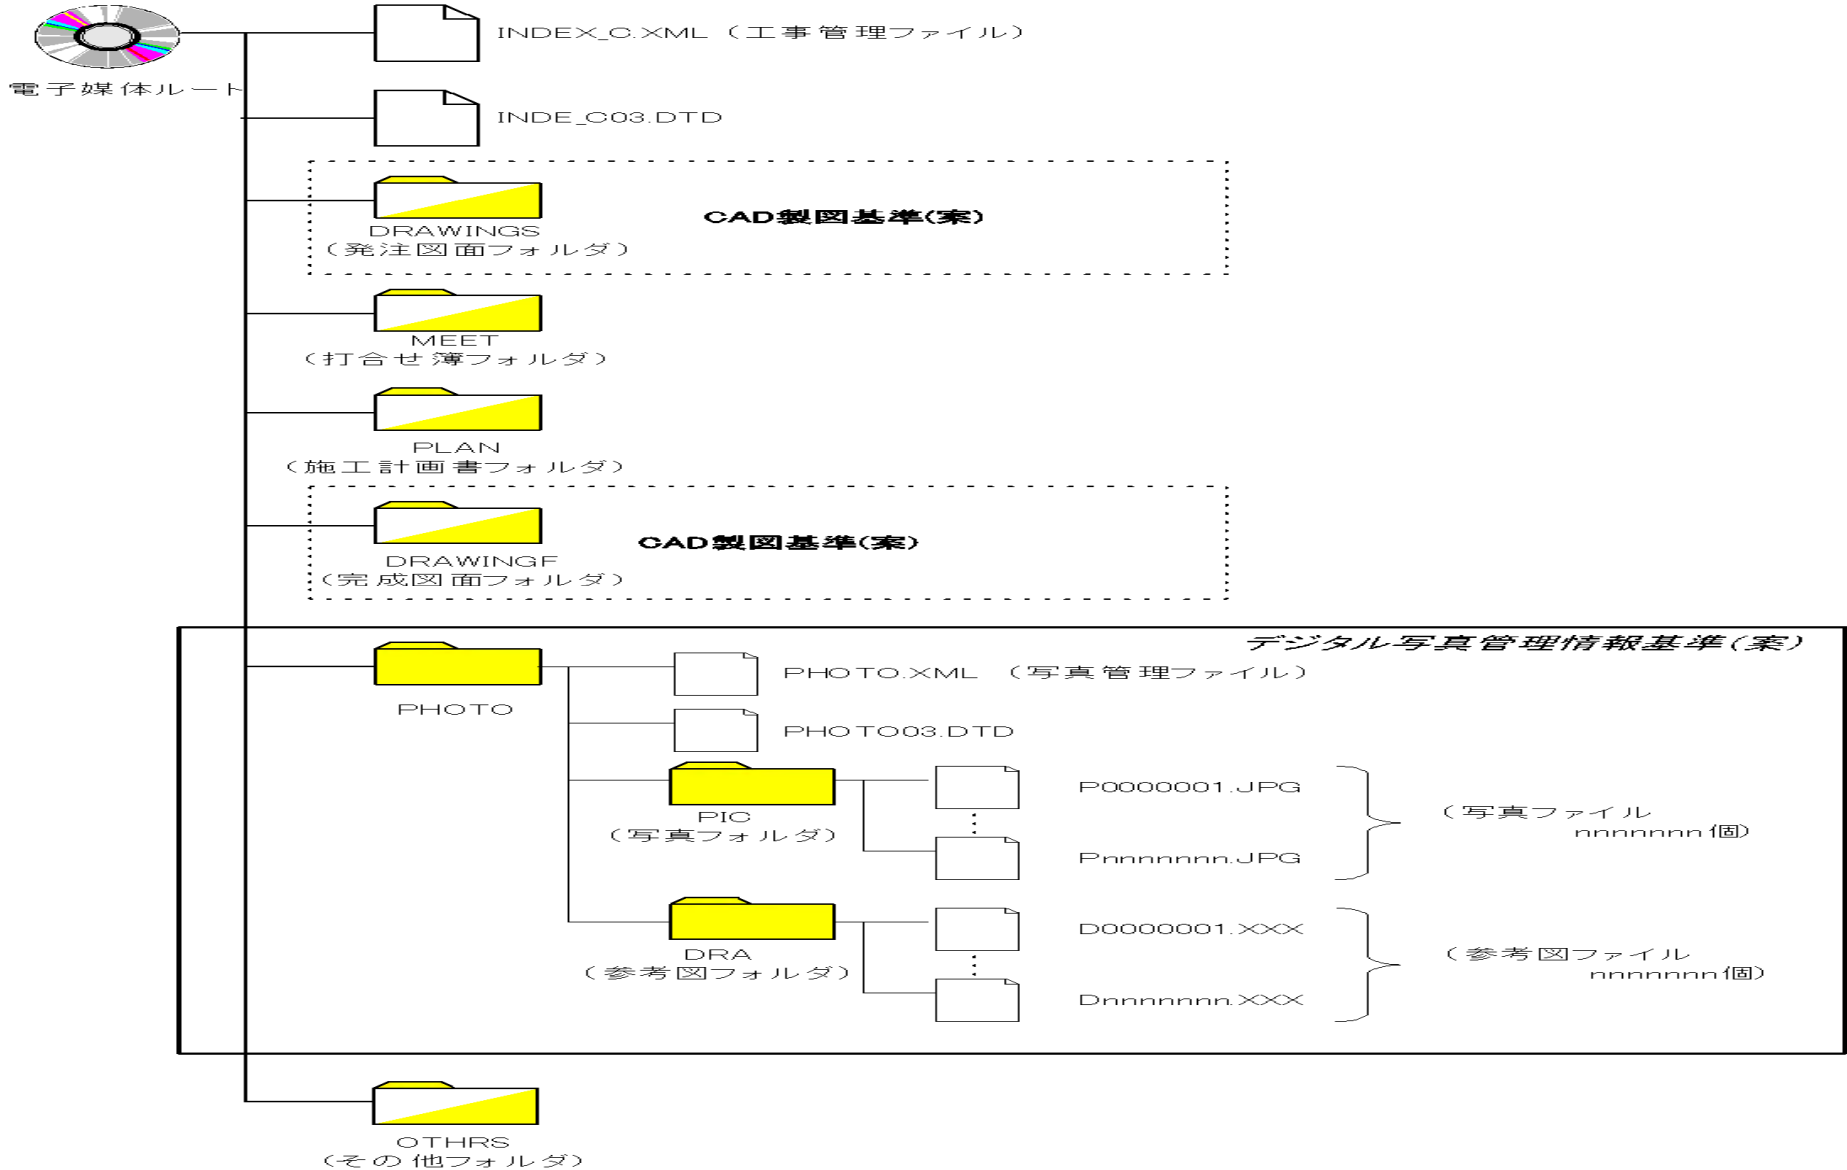 INDEX_C.XML（工事管理ファイル）
電子媒体ルート
INDE_C03.DTD
CAD製図基準(案)
DRAWINGS
（発注図面フォルダ）
MEET
（打合せ簿フォルダ）
PLAN
（施工計画書フォルダ）
CAD製図基準(案)
DRAWINGF
（完成図面フォルダ）
デジタル写真管理情報基準(案)
PHOTO.XML （写真管理ファイル）
PHOTO
PHOTO03.DTD
PIC
（写真フォルダ）
P0000001.JPG
Pnnnnnnn.JPG
（写真ファイル
nnnnnnn個）
DRA
（参考図フォルダ）
D0000001.XXX
Dnnnnnnn.XXX
（参考図ファイル
nnnnnnn個）
OTHRS
（その他フォルダ）